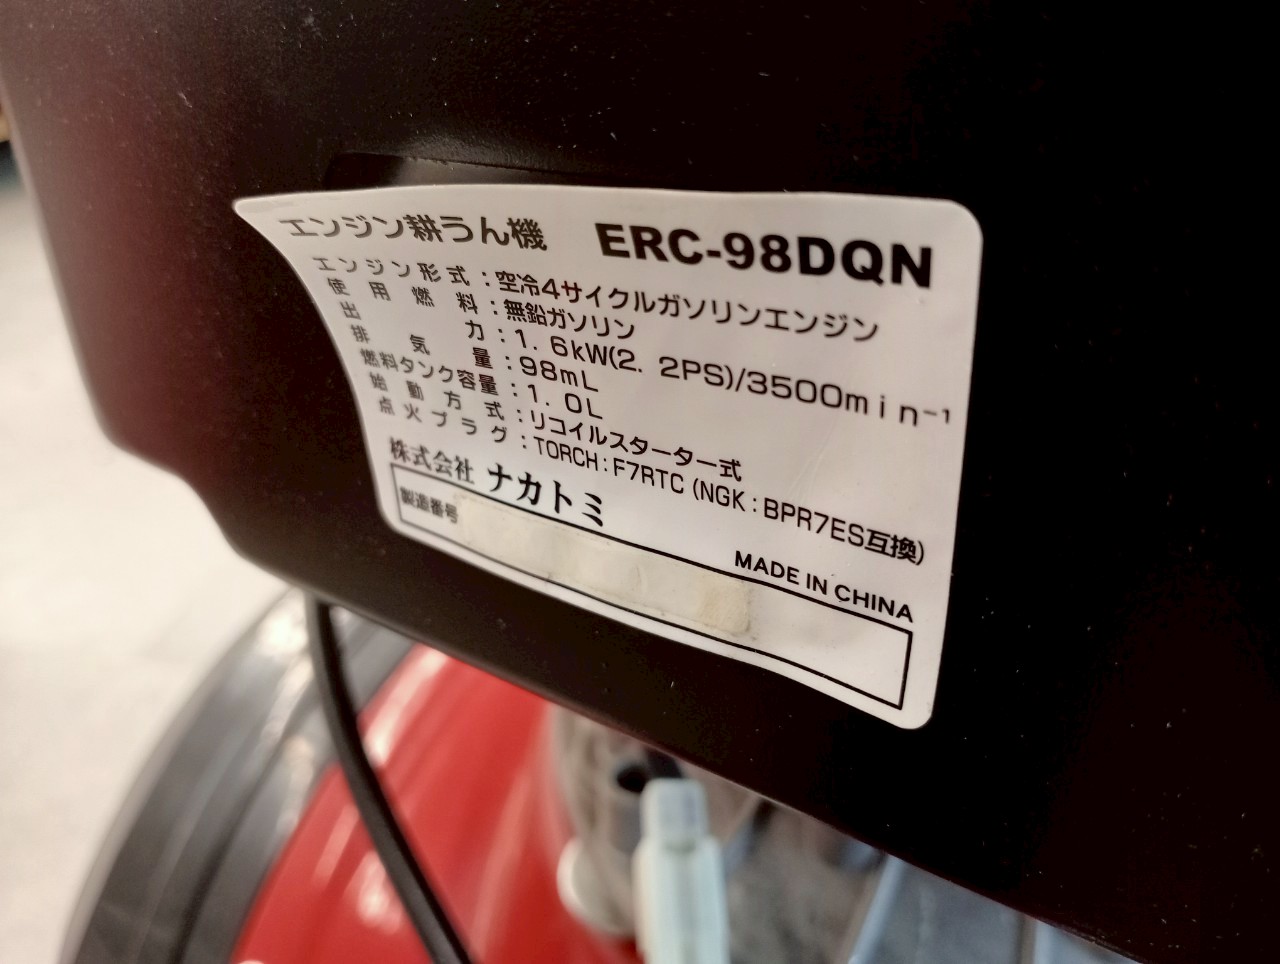 エンジン耕うん機 ERC-98DQN
エンジン形式：空冷4サイクルガソリンエンジン
使用燃料：無鉛ガソリン
出力：1.6kW(2.2PS)/3500min⁻¹
排気量：98mL
燃料タンク容量：1.0L
始動方式：リコイルスターター式
点火プラグ：TORCH：F7RTC (NGK：BPR7ES互換)
株式会社 ナカトミ
MADE IN CHINA
製造番号